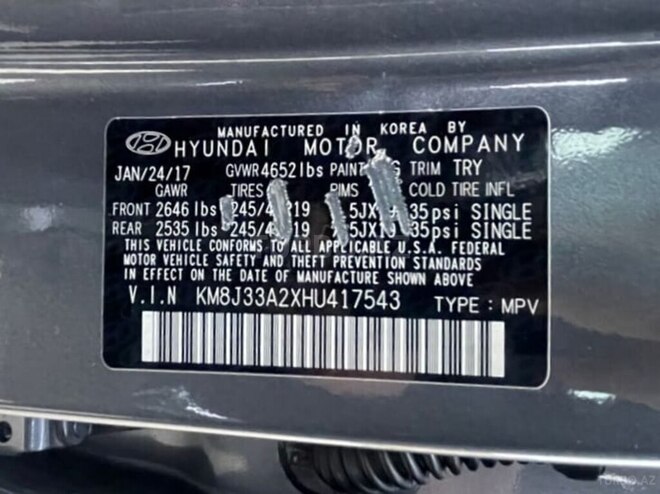 MANUFACTURED IN KOREA BY
HYUNDAI MOTOR COMPANY
JAN/24/17 GVWR 4652lbs TRIM TRY
GAWR TIRES RIMS COLD TIRE INFL
FRONT 2646 lbs 35psi SINGLE
REAR 2535 lbs 35psi SINGLE
THIS VEHICLE CONFORMS TO ALL APPLICABLE U.S.A. FEDERAL
MOTOR VEHICLE SAFETY AND THEFT PREVENTION STANDARDS
IN EFFECT ON THE DATE OF MANUFACTURE SHOWN ABOVE
V.I.N KM8J33A2XHU417543 TYPE : MPV
TURBO.AZ